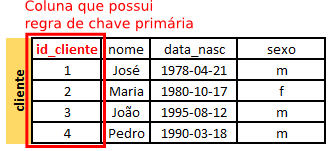 Coluna que possui
regra de chave primária
cliente
id_cliente nome data_nasc sexo
1 José 1978-04-21 m
2 Maria 1980-10-17 f
3 João 1995-08-12 m
4 Pedro 1990-03-18 m